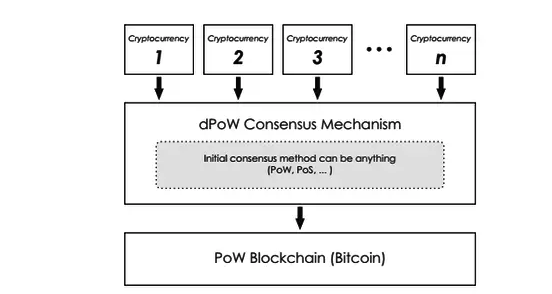 Cryptocurrency Cryptocurrency Cryptocurrency Cryptocurrency
1 2 3 ••• n
dPoW Consensus Mechanism
Initial consensus method can be anything
(PoW, PoS, ... )
PoW Blockchain (Bitcoin)